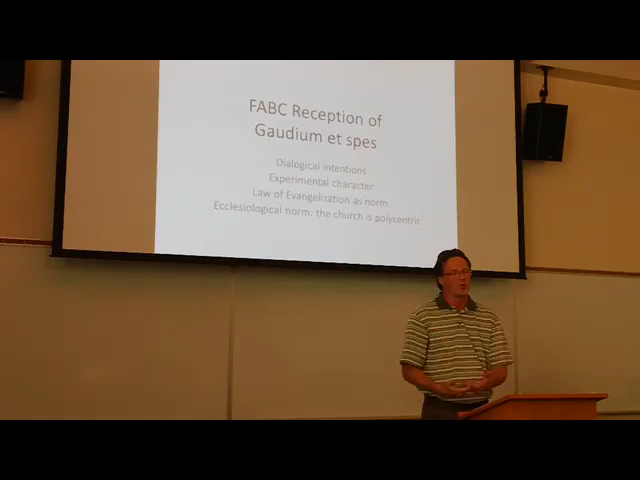 FABC Reception of
Gaudium et spes
Dialogical intentions
Experimental character
Law of Evangelization as norm
Ecclesiological norm: the church is polycentric